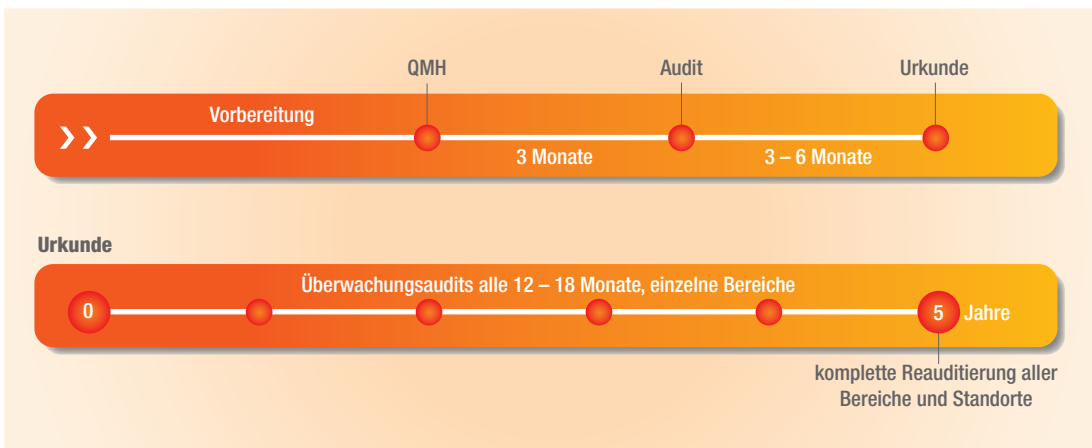 QMH
Audit
Urkunde
Vorbereitung
3 Monate
3 – 6 Monate
Urkunde
Überwachungsaudits alle 12 – 18 Monate, einzelne Bereiche
0
5
Jahre
komplette Reauditierung aller
Bereiche und Standorte